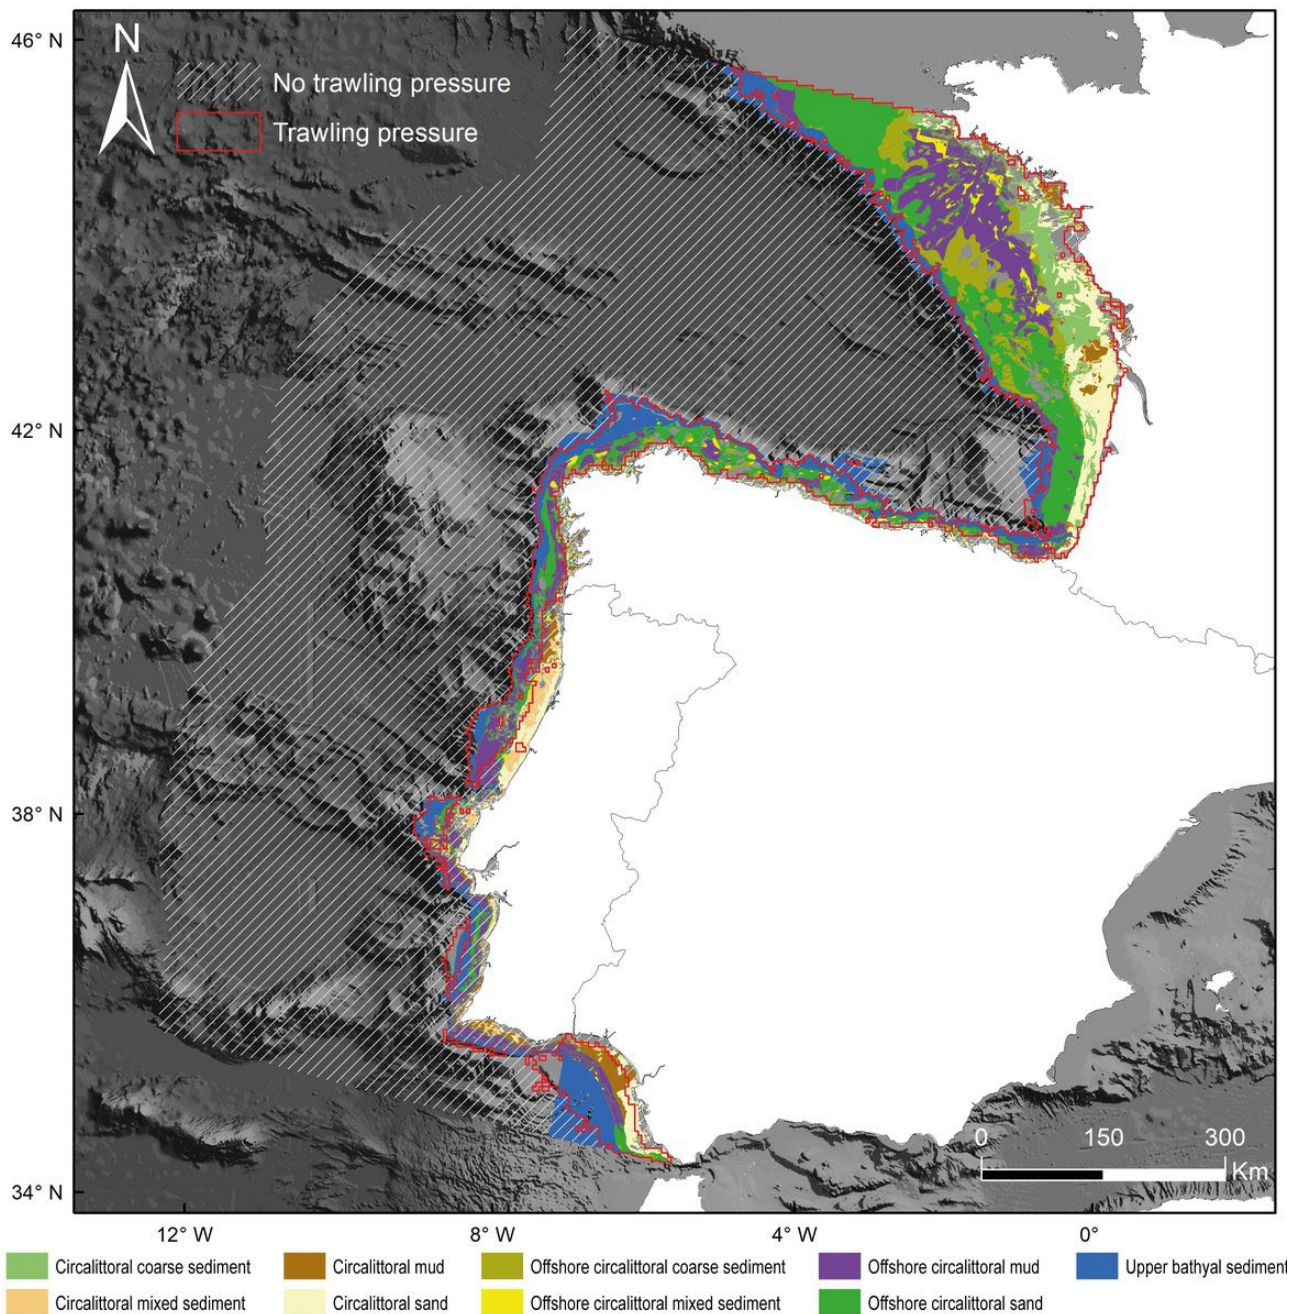 46° N
N
No trawling pressure
Trawling pressure
42° N
38° N
0 150 300
Km
34° N
12° W 8° W 4° W 0°
Circalittoral coarse sediment Circalittoral mud Offshore circalittoral coarse sediment Offshore circalittoral mud Upper bathyal sediment
Circalittoral mixed sediment Circalittoral sand Offshore circalittoral mixed sediment Offshore circalittoral sand